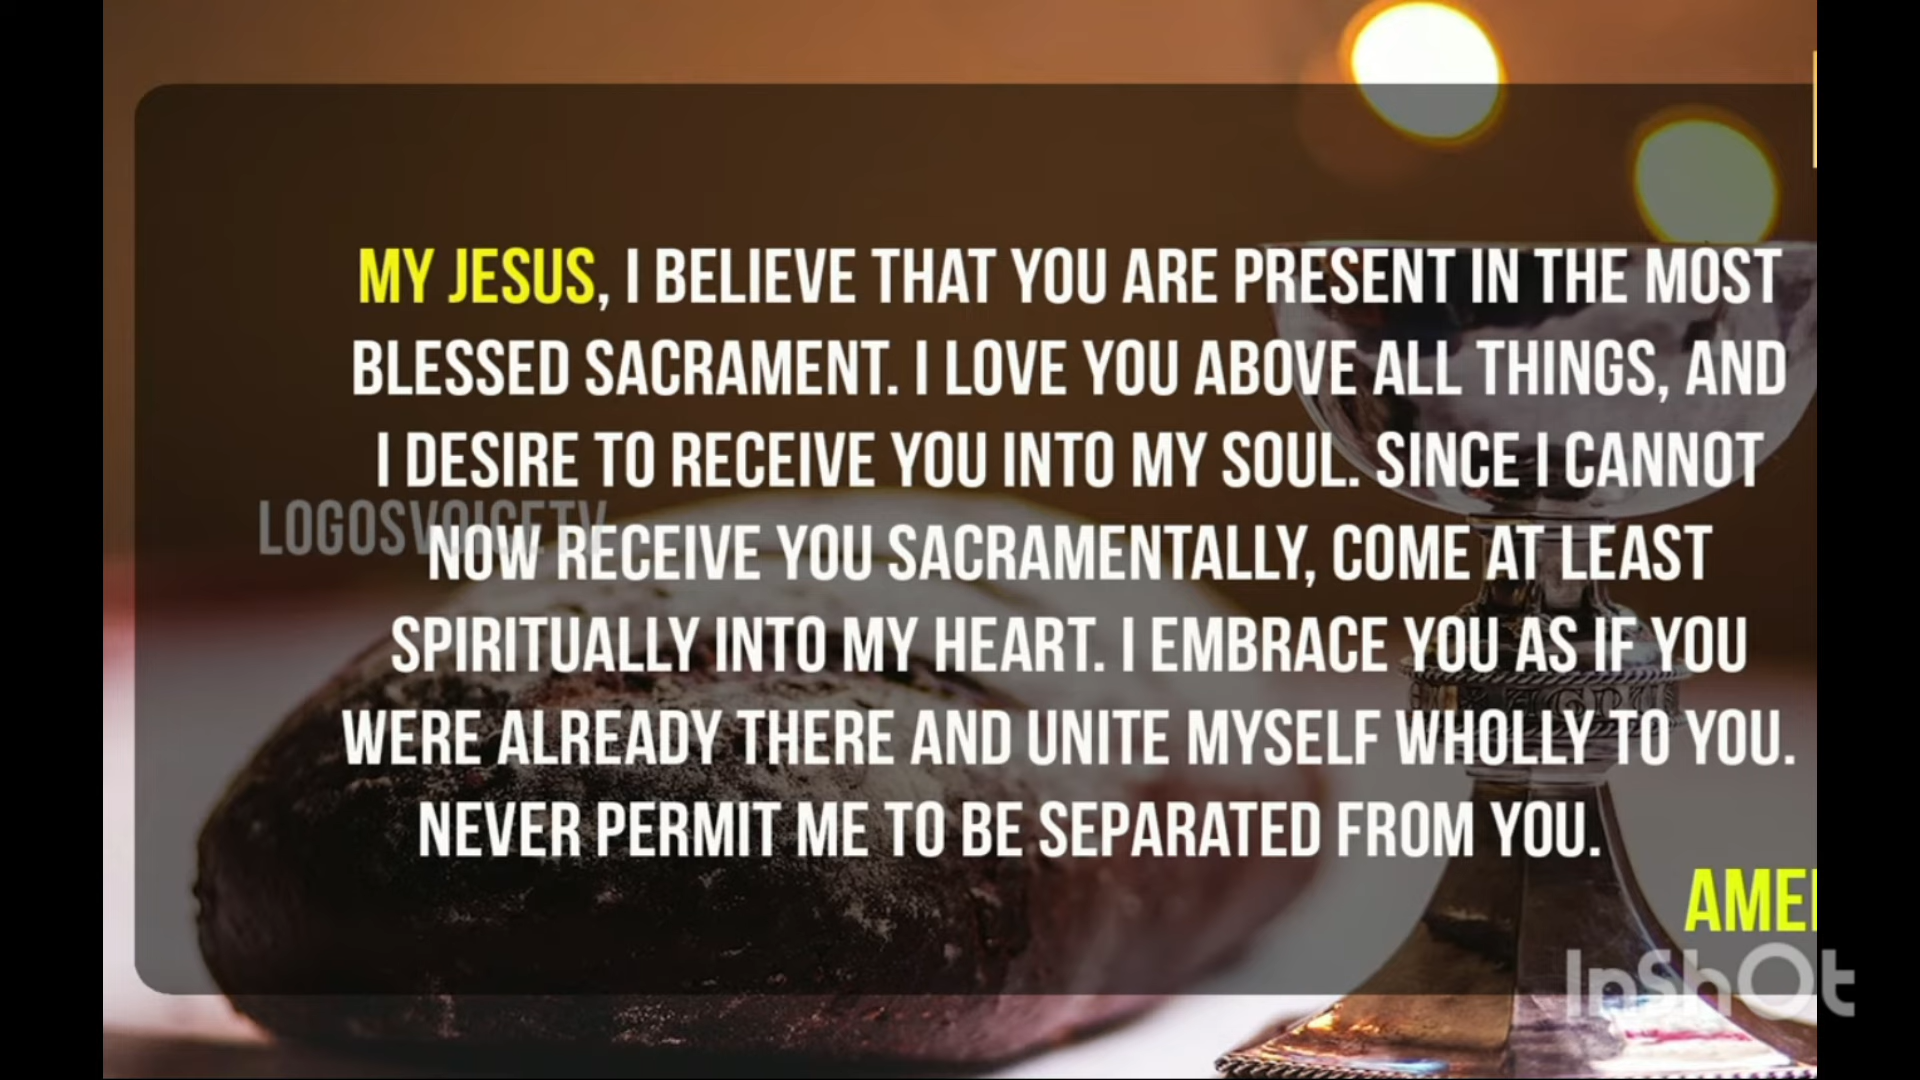 MY JESUS, I BELIEVE THAT YOU ARE PRESENT IN THE MOST
BLESSED SACRAMENT. I LOVE YOU ABOVE ALL THINGS, AND
I DESIRE TO RECEIVE YOU INTO MY SOUL. SINCE I CANNOT
LOGOSVOICETV
NOW RECEIVE YOU SACRAMENTALLY, COME AT LEAST
SPIRITUALLY INTO MY HEART. I EMBRACE YOU AS IF YOU
WERE ALREADY THERE AND UNITE MYSELF WHOLLY TO YOU.
NEVER PERMIT ME TO BE SEPARATED FROM YOU.
AME
InShOt